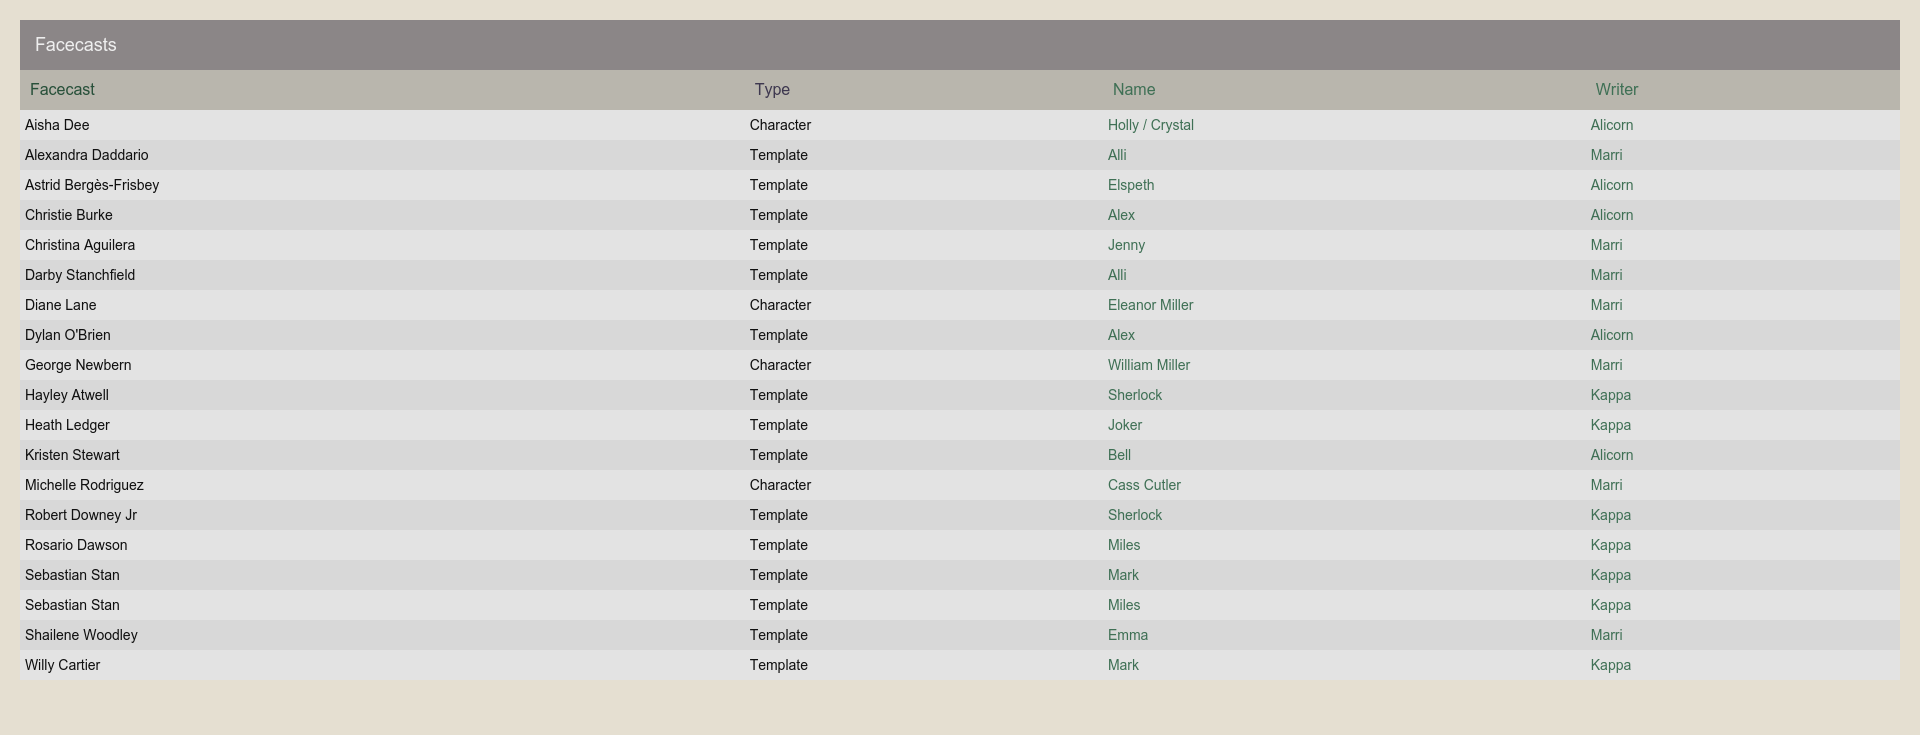 Facecasts
Facecast Type Name Writer
Aisha Dee Character Holly / Crystal Alicorn
Alexandra Daddario Template Alli Marri
Astrid Bergès-Frisbey Template Elspeth Alicorn
Christie Burke Template Alex Alicorn
Christina Aguilera Template Jenny Marri
Darby Stanchfield Template Alli Marri
Diane Lane Character Eleanor Miller Marri
Dylan O'Brien Template Alex Alicorn
George Newbern Character William Miller Marri
Hayley Atwell Template Sherlock Kappa
Heath Ledger Template Joker Kappa
Kristen Stewart Template Bell Alicorn
Michelle Rodriguez Character Cass Cutler Marri
Robert Downey Jr Template Sherlock Kappa
Rosario Dawson Template Miles Kappa
Sebastian Stan Template Mark Kappa
Sebastian Stan Template Miles Kappa
Shailene Woodley Template Emma Marri
Willy Cartier Template Mark Kappa